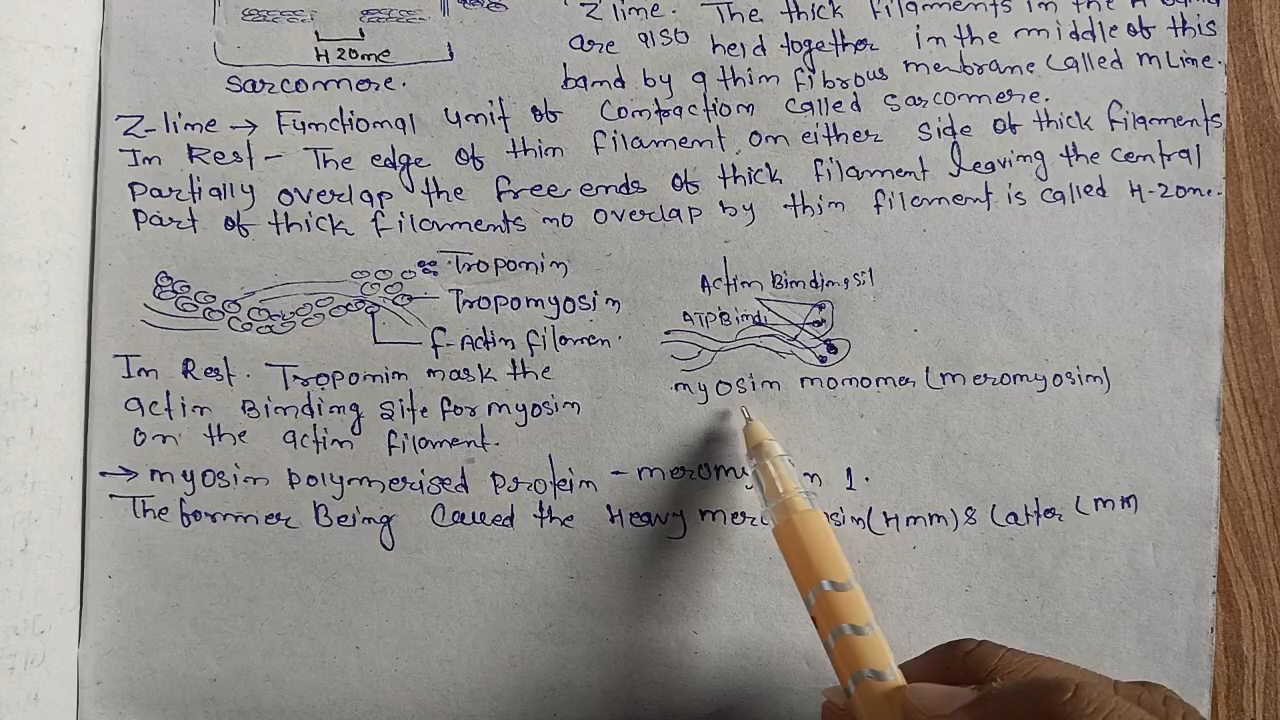 Z line. The thick filaments in the
H zone
are also held together in the middle of this
sarcomere.
band by a thin fibrous membrane called M Line.
Z-line → Functional unit of contraction called sarcomere.
In Rest - The edge of thin filament on either side of thick filaments
partially overlap the free ends of thick filament leaving the central
part of thick filaments no overlap by thin filament is called H-zone.
Troponin
Tropomyosin
f-Actin filamen.
Actin Binding sit
ATP Bindi
myosin monomer (meromyosin)
In Rest. Troponin mask the
actin Binding site for myosin
on the actin filament.
→ myosin polymerised protein - merom n 1.
The former Being called the Heavy mer sin (HMM) & Latter LMM